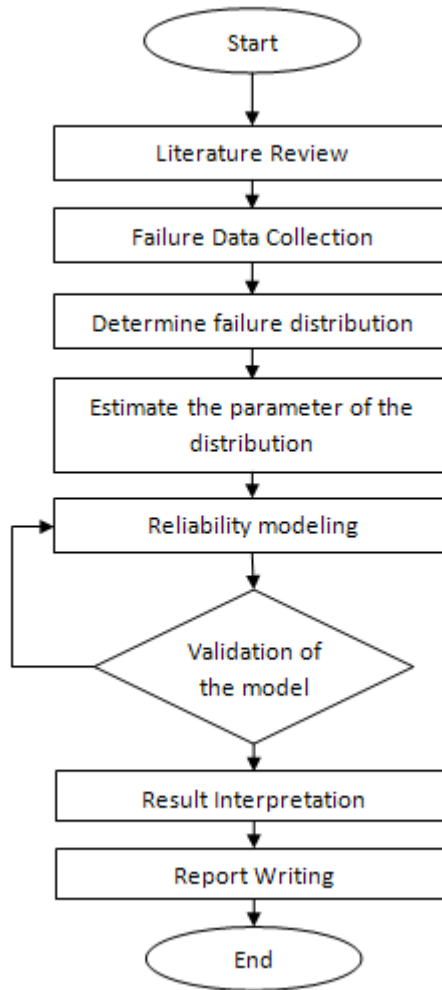 Start
Literature Review
Failure Data Collection
Determine failure distribution
Estimate the parameter of the
distribution
Reliability modeling
Validation of
the model
Result Interpretation
Report Writing
End